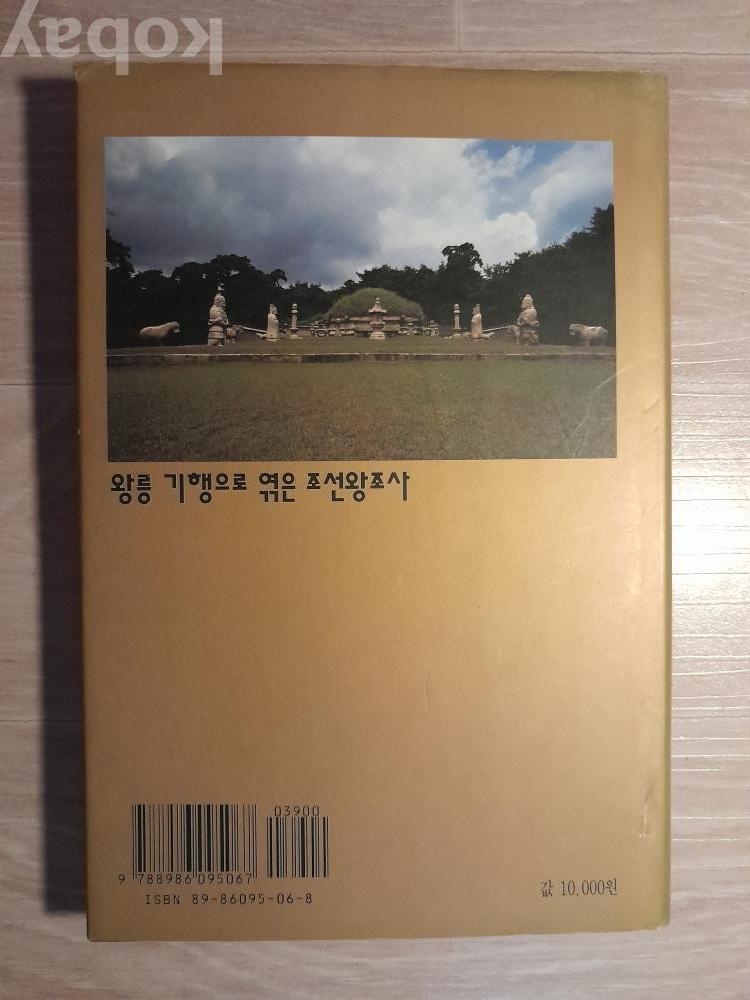 kobay
왕릉 기행으로 엮은 조선왕조사
03900
9 788986 095067
ISBN 89-86095-06-8
값 10,000원